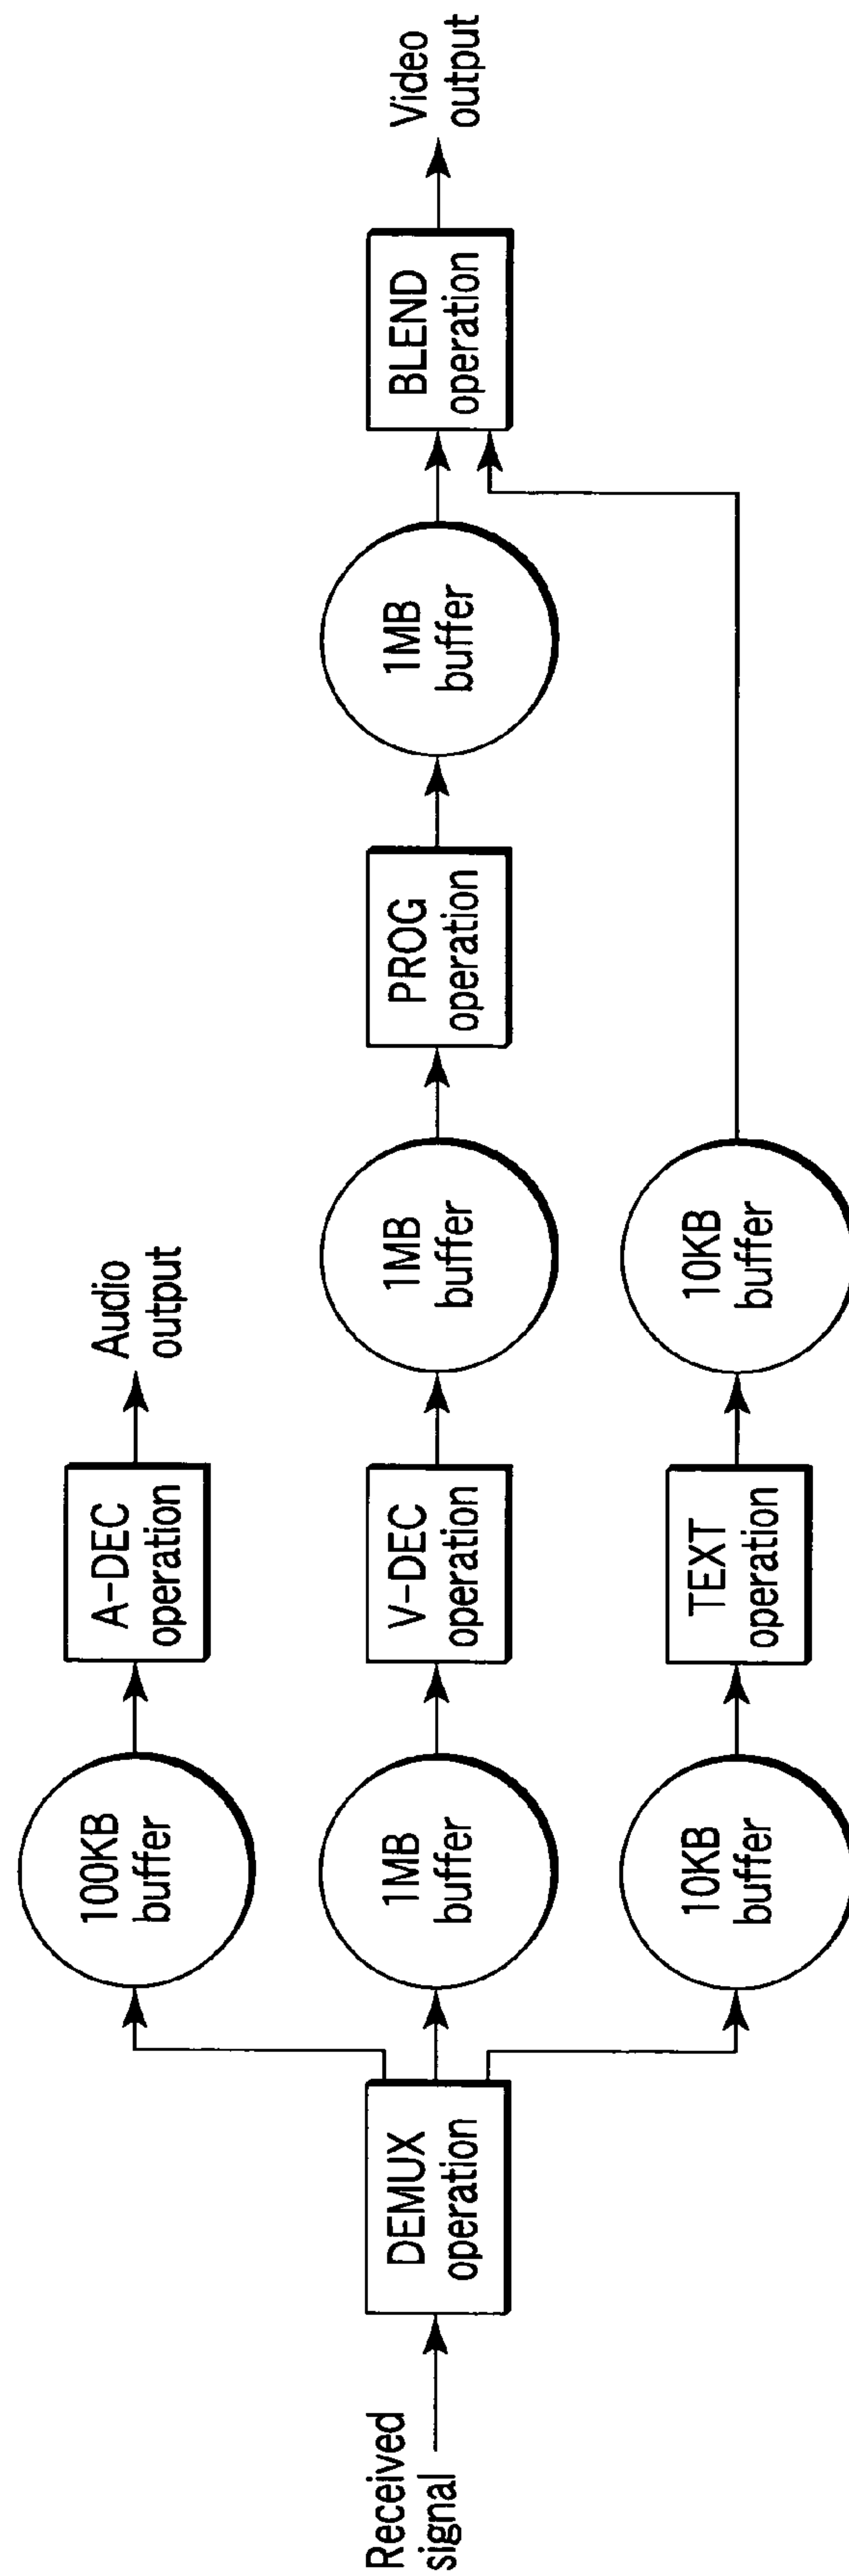 Received
signal
DEMUX
operation
100KB
buffer
A-DEC
operation
Audio
output
1MB
buffer
V-DEC
operation
1MB
buffer
PROG
operation
1MB
buffer
BLEND
operation
Video
output
10KB
buffer
TEXT
operation
10KB
buffer